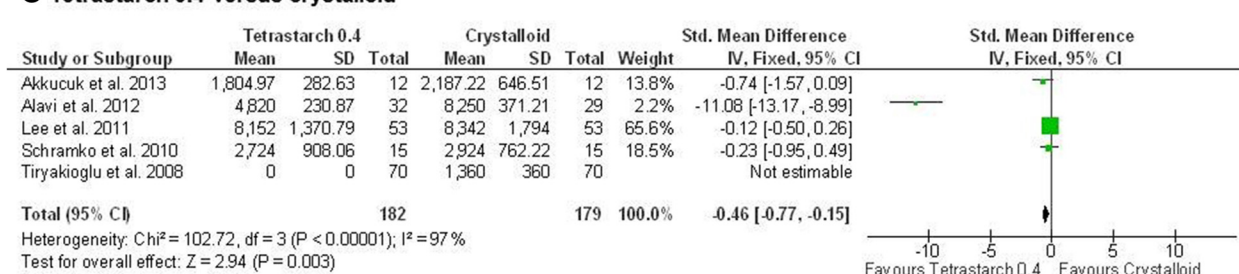 Tetrastarch 0.4 versus crystalloid
Tetrastarch 0.4 Crystalloid Std. Mean Difference Std. Mean Difference
Study or Subgroup Mean SD Total Mean SD Total Weight IV, Fixed, 95% CI IV, Fixed, 95% CI
Akkucuk et al. 2013 1,804.97 282.63 12 2,187.22 646.51 12 13.8% -0.74 [-1.57, 0.09]
Alavi et al. 2012 4,820 230.87 32 8,250 371.21 29 2.2% -11.08 [-13.17, -8.99]
Lee et al. 2011 8,152 1,370.79 53 8,342 1,794 53 65.6% -0.12 [-0.50, 0.26]
Schramko et al. 2010 2,724 908.06 15 2,924 762.22 15 18.5% -0.23 [-0.95, 0.49]
Tiryakioglu et al. 2008 0 0 70 1,360 360 70 Not estimable
Total (95% CI) 182 179 100.0% -0.46 [-0.77, -0.15]
Heterogeneity: Chi² = 102.72, df = 3 (P < 0.00001); I² = 97%
Test for overall effect: Z = 2.94 (P = 0.003)
-10 -5 0 5 10
Favours Tetrastarch 0.4 Favours Crystalloid